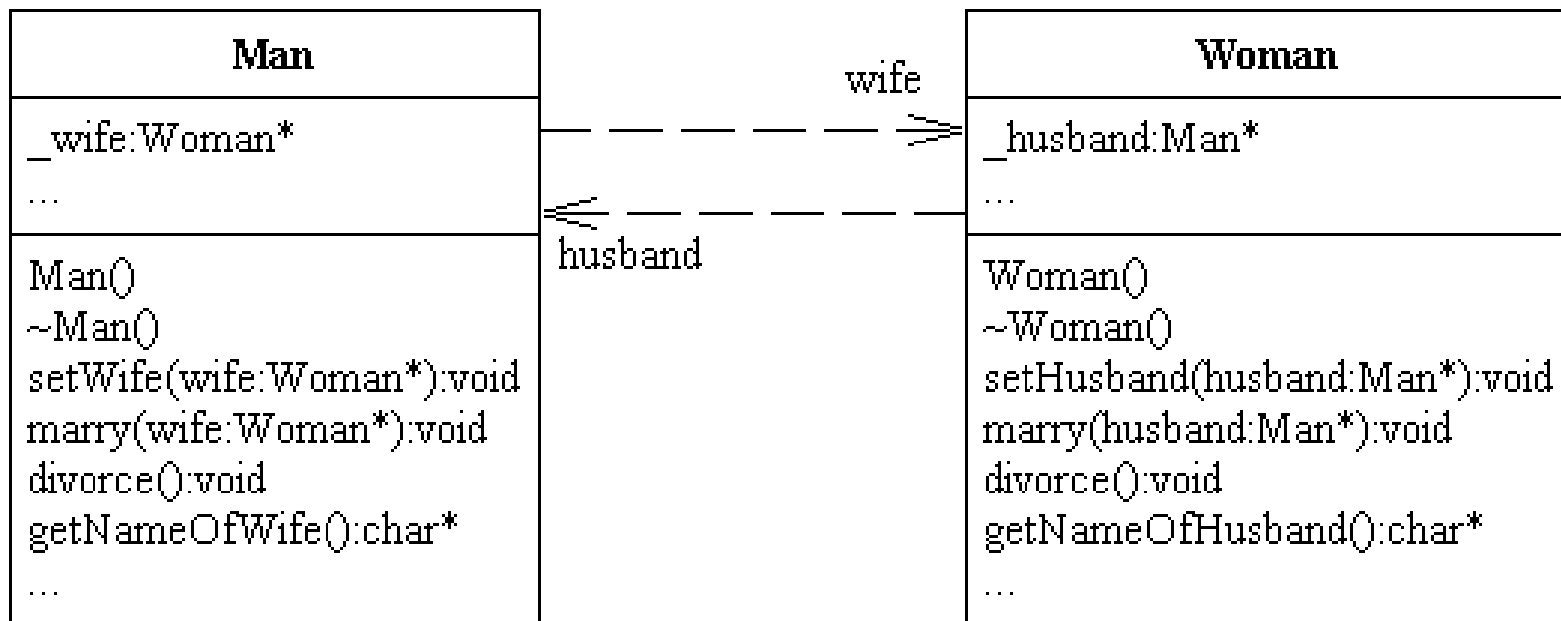 Man
_wife:Woman*
...
Man()
~Man()
setWife(wife:Woman*):void
marry(wife:Woman*):void
divorce():void
getNameOfWife():char*
...
wife
husband
Woman
_husband:Man*
...
Woman()
~Woman()
setHusband(husband:Man*):void
marry(husband:Man*):void
divorce():void
getNameOfHusband():char*
...